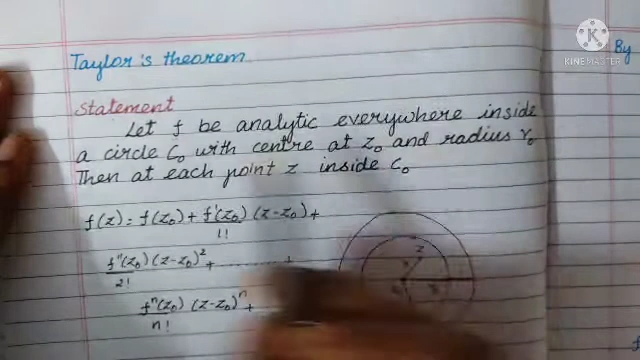 Taylor's theorem
By
Statement
Let f be analytic everywhere inside
a circle C₀ with centre at z₀ and radius r₀
Then at each point z inside C₀
f(z) = f(z₀) + f'(z₀)/1! (z-z₀) +
f''(z₀)/2! (z-z₀)² + ......... +
fⁿ(z₀)/n! (z-z₀)ⁿ +
z
K
KINEMASTER